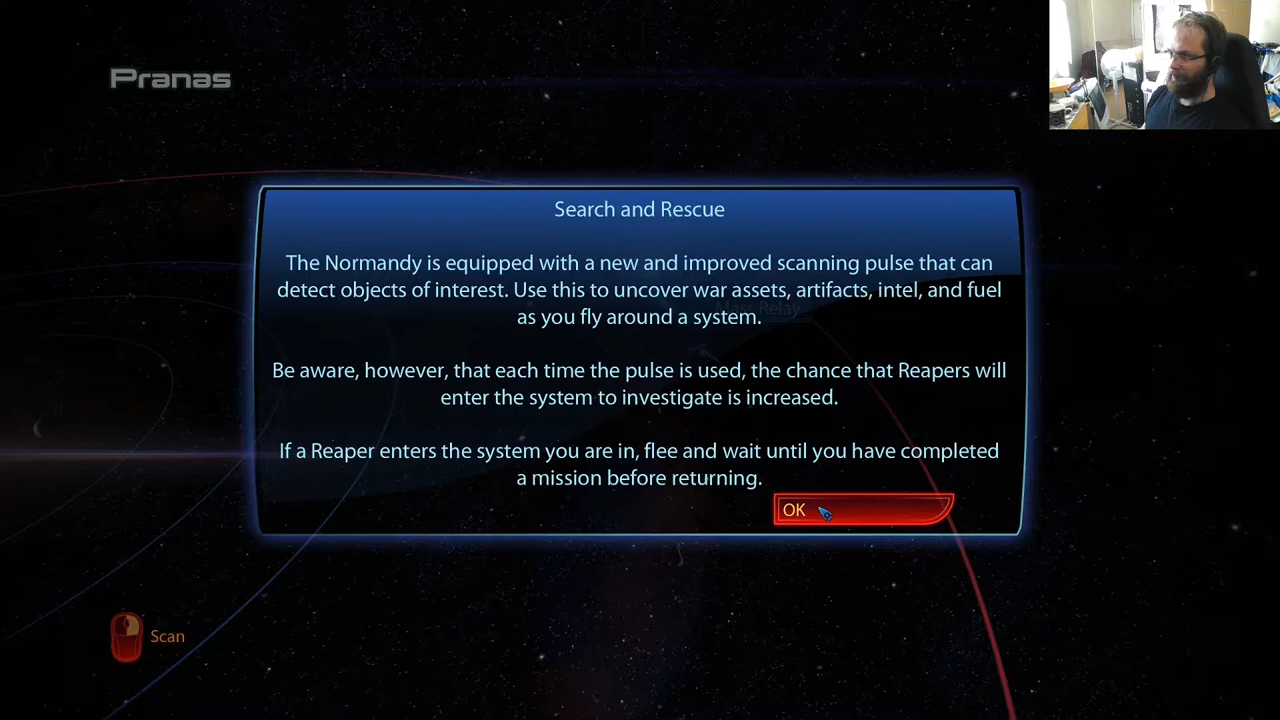 Pranas
Search and Rescue
The Normandy is equipped with a new and improved scanning pulse that can
detect objects of interest. Use this to uncover war assets, artifacts, intel, and fuel
as you fly around a system.
Mass Relay
Be aware, however, that each time the pulse is used, the chance that Reapers will
enter the system to investigate is increased.
If a Reaper enters the system you are in, flee and wait until you have completed
a mission before returning.
OK
Scan